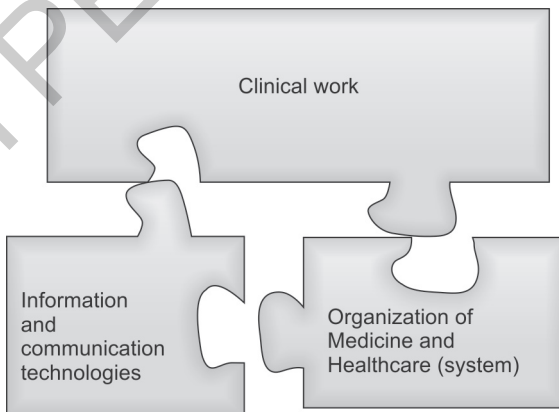 Clinical work
Information
and
communication
technologies
Organization of
Medicine and
Healthcare (system)